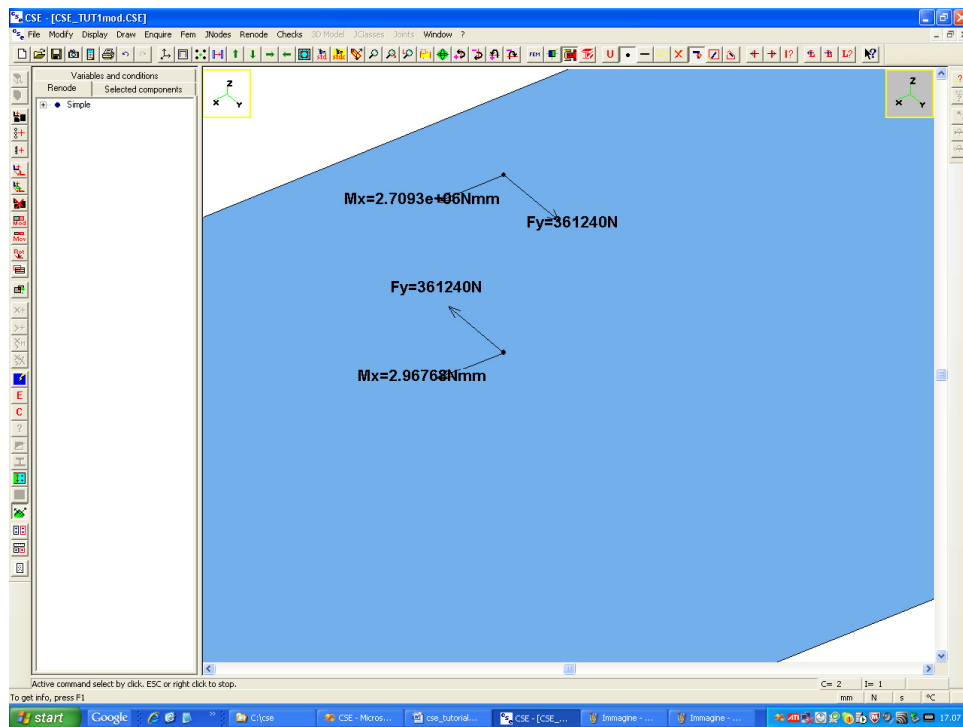 CSE - [CSE_TUT1mod.CSE]
File Modify Display Draw Enquire Fem JNodes Renode Checks 3D Model JClasses Joints Window ?
Variables and conditions
Renode Selected components
Simple
Z
X Y
Z
X Y
Mx=2.7093e+06Nmm
Fy=361240N
Fy=361240N
Mx=2.96768Nmm
Active command select by click. ESC or right click to stop.
C= 2 I= 1
To get info, press F1
mm N s °C
start Google C:\cse CSE - Micros... cse_tutorial... CSE - [CSE_... Immagine - ... Immagine - ... 17.07